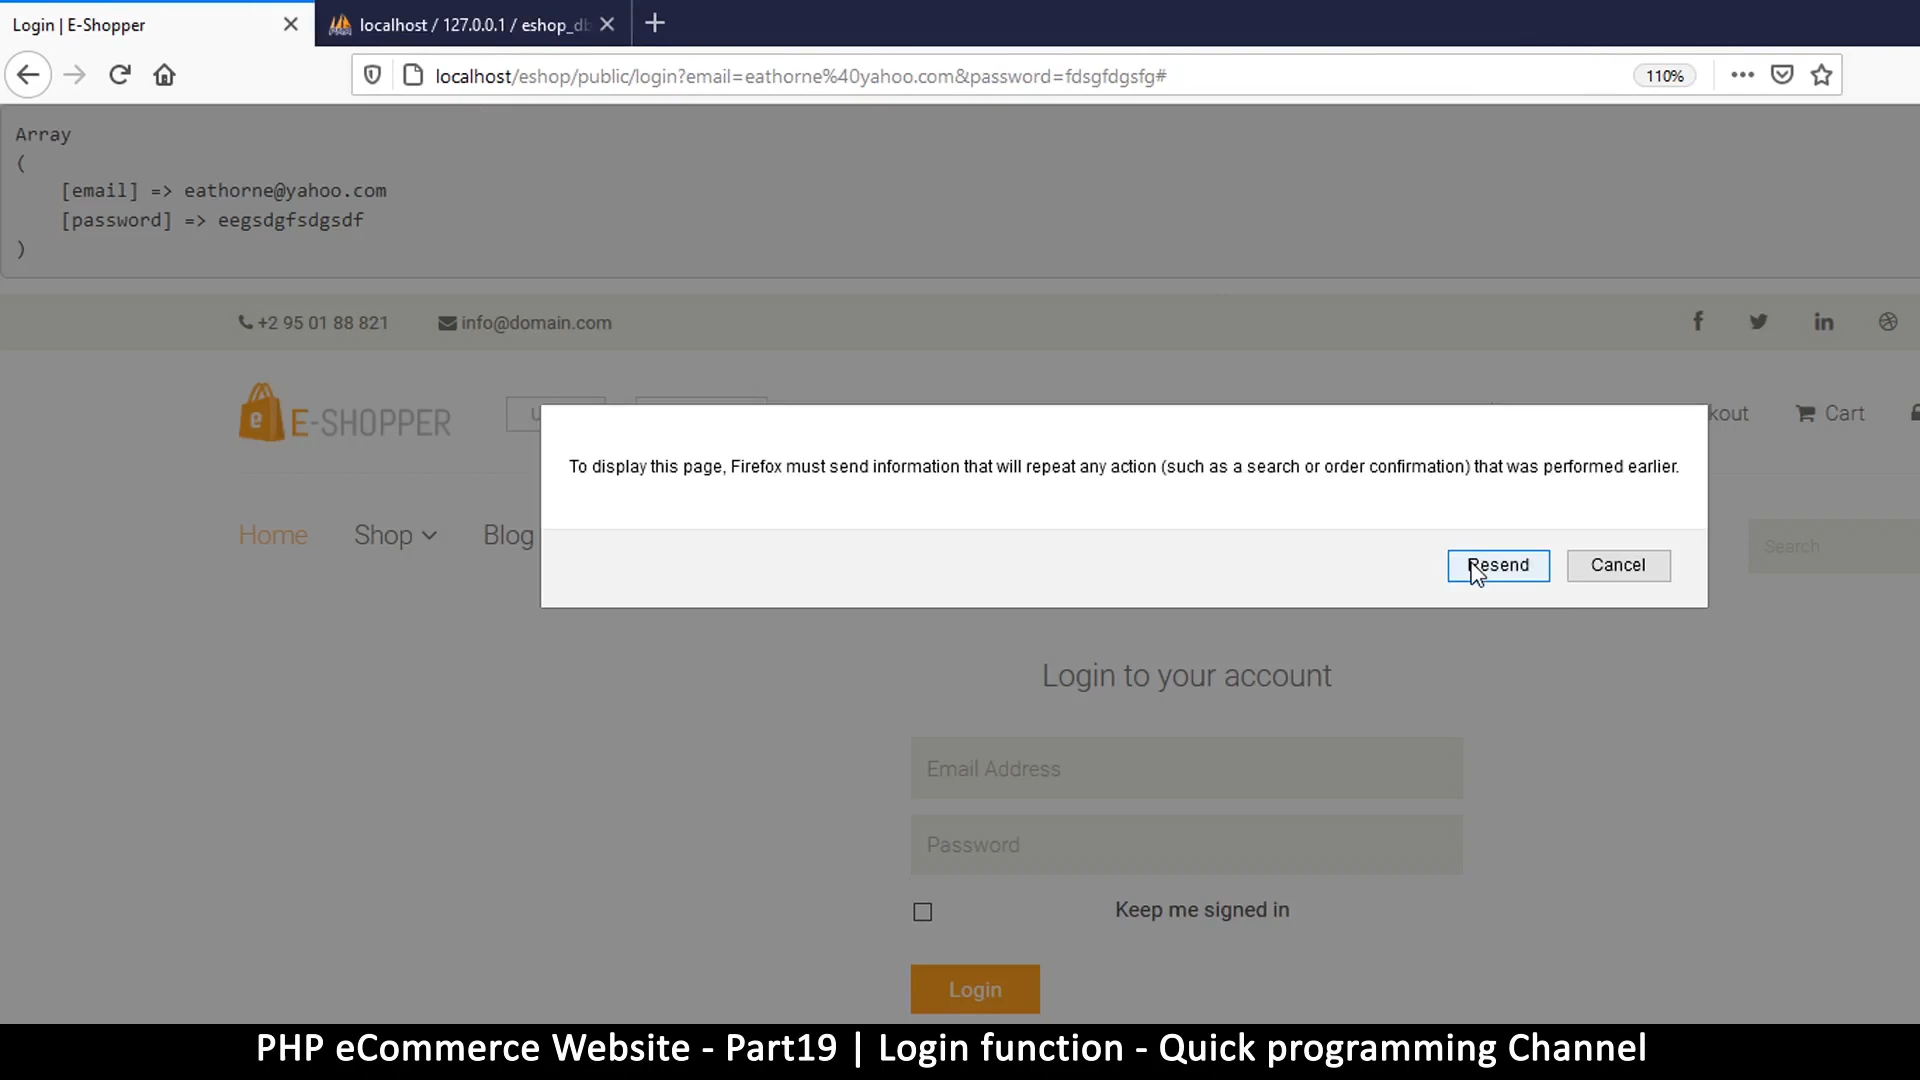 Login | E-Shopper
localhost / 127.0.0.1 / eshop_db
localhost/eshop/public/login?email=eathorne%40yahoo.com&password=fdsgfdgsfg#
110%
Array
(
[email] => eathorne@yahoo.com
[password] => eegsdgfsdgsdf
)
+2 95 01 88 821
info@domain.com
E-SHOPPER
kout
Cart
To display this page, Firefox must send information that will repeat any action (such as a search or order confirmation) that was performed earlier.
Resend
Cancel
Home
Shop
Blog
Search
Login to your account
Email Address
Password
Keep me signed in
Login
PHP eCommerce Website - Part19 | Login function - Quick programming Channel